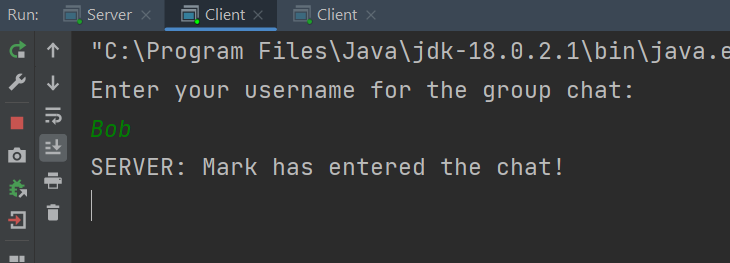 Run: Server Client Client
"C:\Program Files\Java\jdk-18.0.2.1\bin\java.e
Enter your username for the group chat:
Bob
SERVER: Mark has entered the chat!